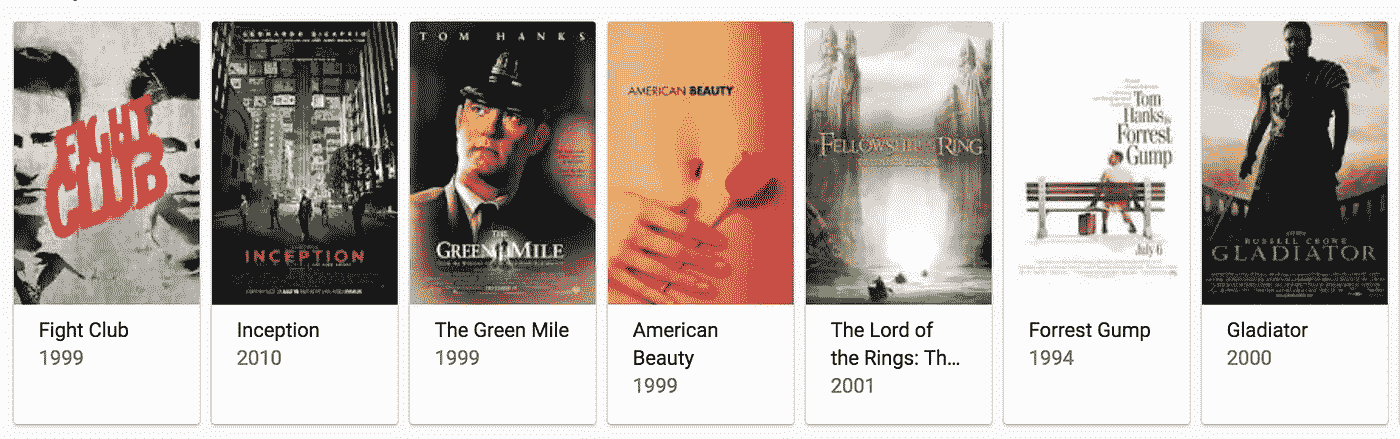 FIGHT
CLUB
Fight Club
1999
LEONARDO DICAPRIO
INCEPTION
Inception
2010
TOM HANKS
THE
GREEN MILE
The Green Mile
1999
AMERICAN BEAUTY
American
Beauty
1999
FELLOWSHIP OF THE RING
The Lord of
the Rings: Th...
2001
Tom
Hanks is
Forrest
Gump
July 6
Forrest Gump
1994
RUSSELL CROWE
GLADIATOR
Gladiator
2000